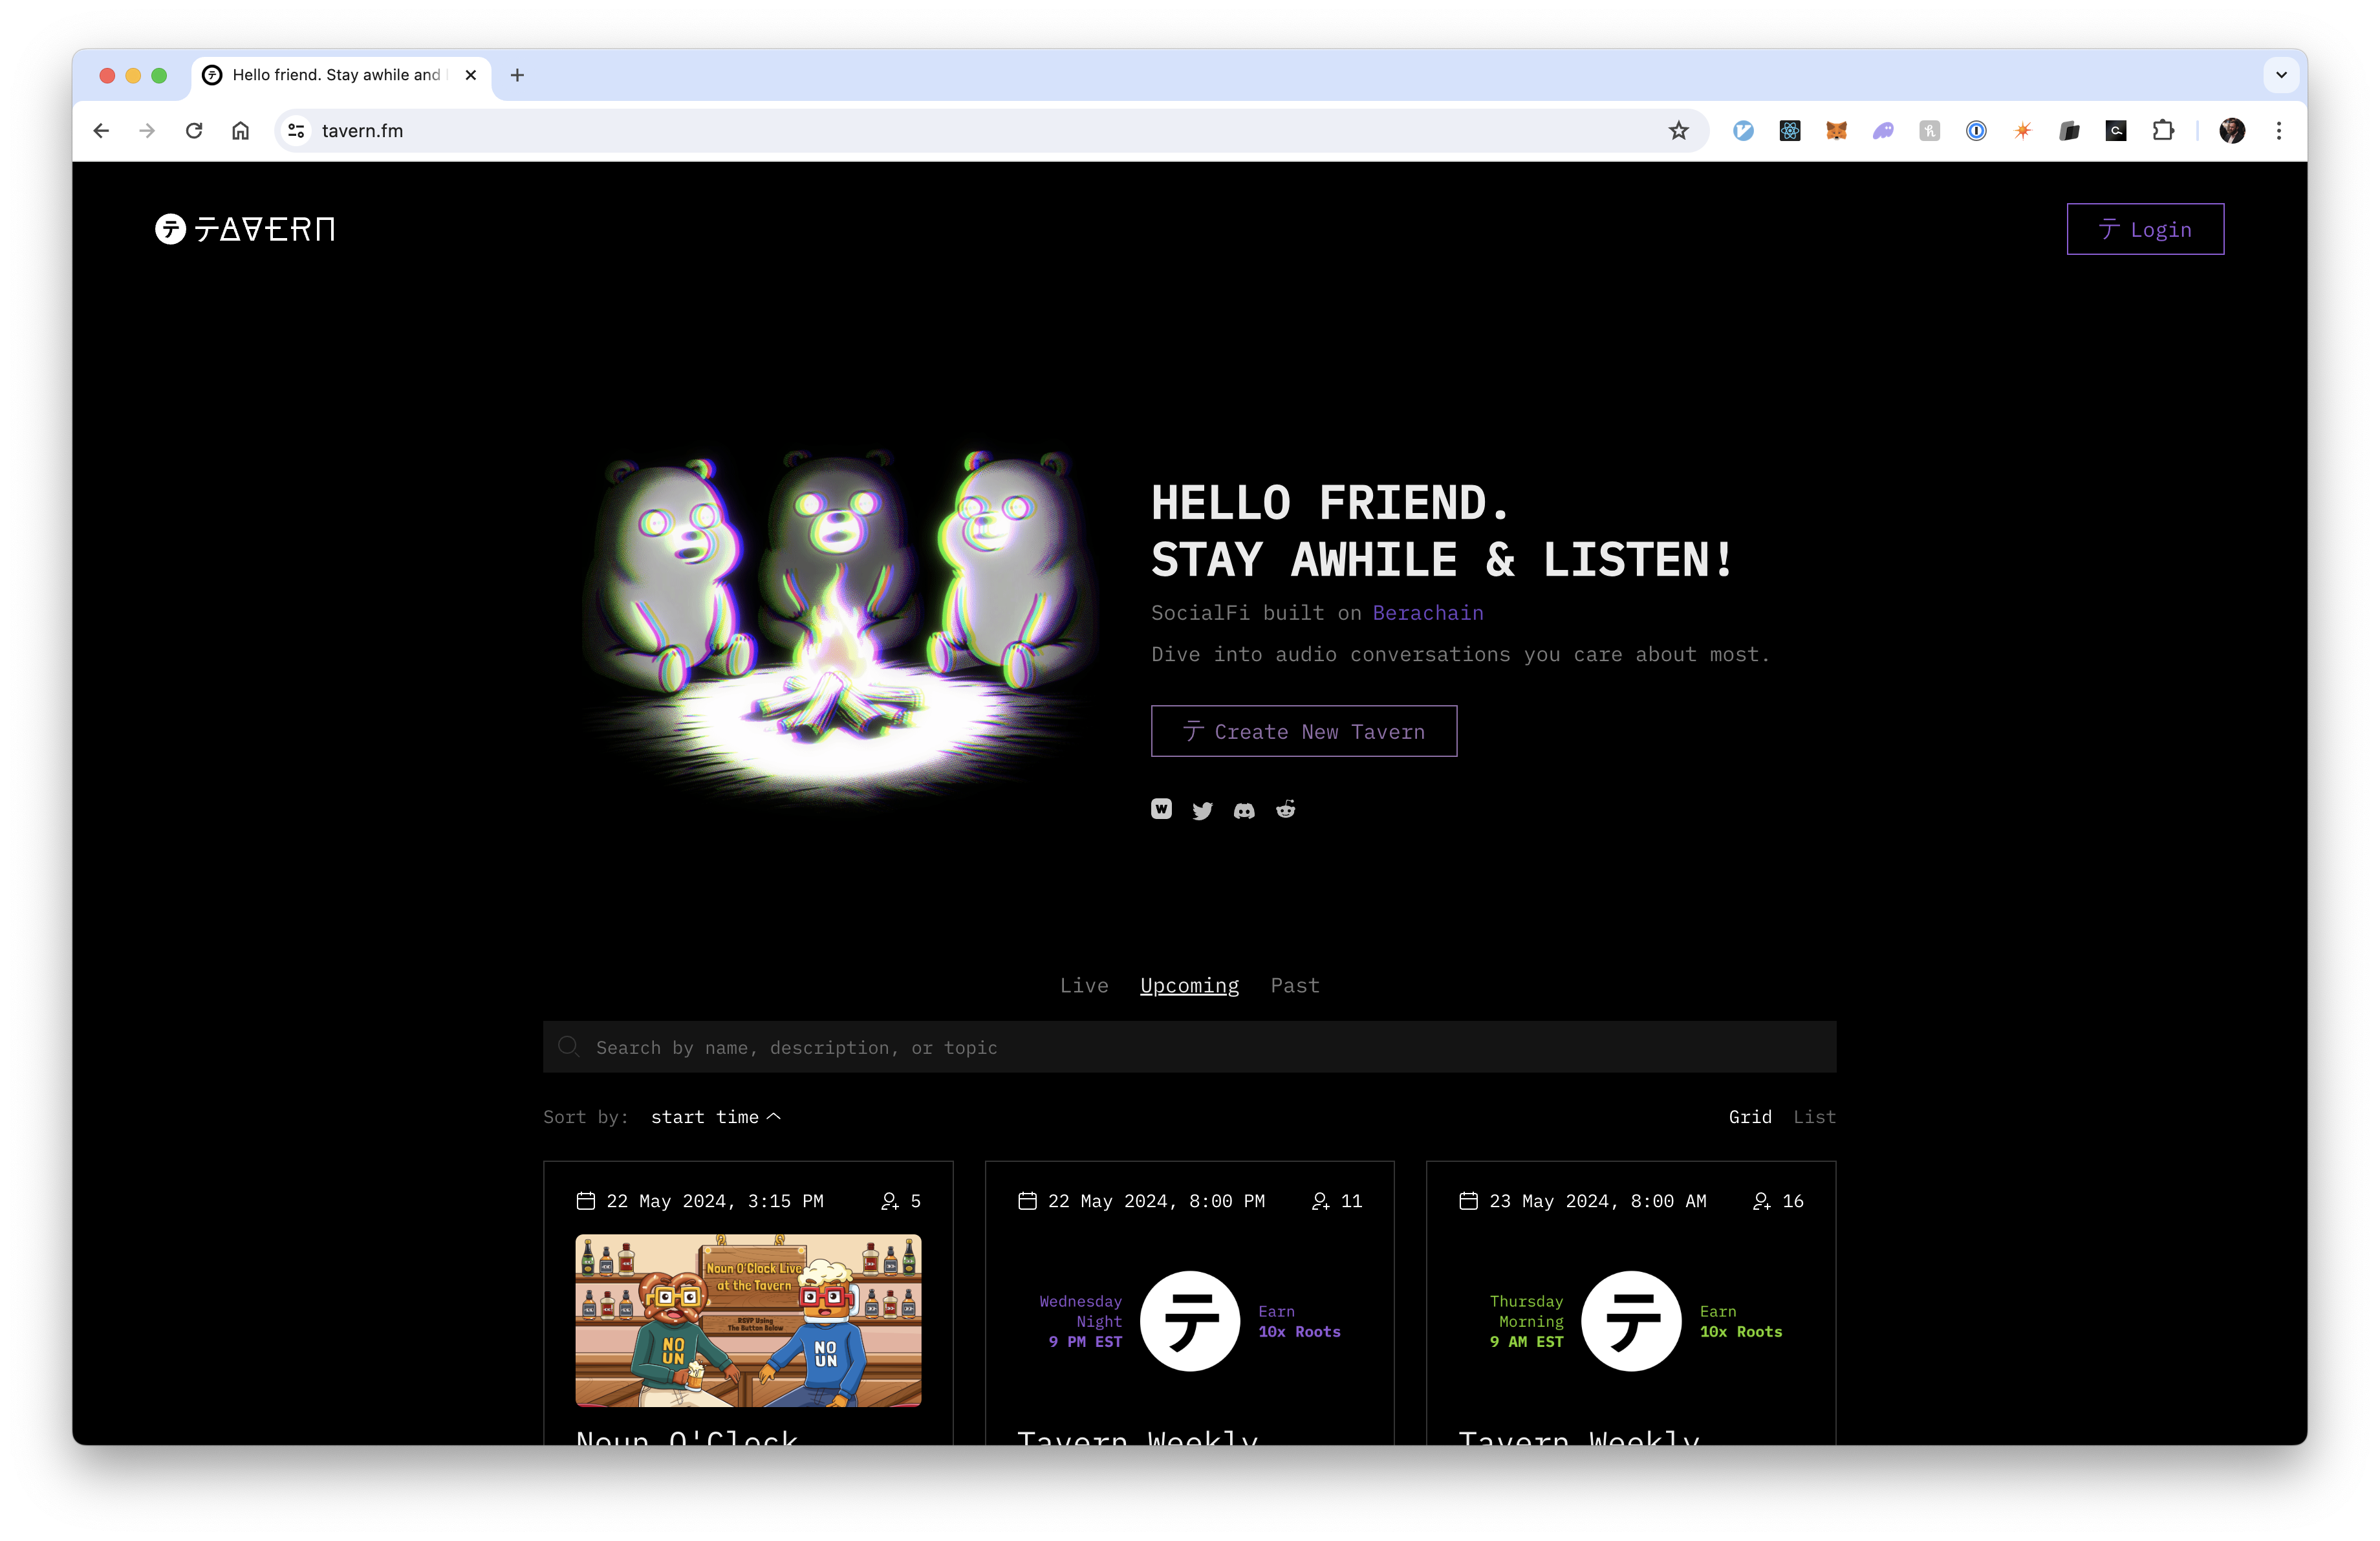 Hello friend. Stay awhile and
tavern.fm
テ TAVERN
テ Login
HELLO FRIEND.
STAY AWHILE & LISTEN!
SocialFi built on Berachain
Dive into audio conversations you care about most.
テ Create New Tavern
Live Upcoming Past
Search by name, description, or topic
Sort by: start time
Grid List
22 May 2024, 3:15 PM 5
Noun O'Clock Live
at the Tavern
RSVP Using
The Button Below
NO
UN
NO
UN
Noun O'Clock
22 May 2024, 8:00 PM 11
Wednesday
Night
9 PM EST
テ
Earn
10x Roots
Tavern Weekly
23 May 2024, 8:00 AM 16
Thursday
Morning
9 AM EST
テ
Earn
10x Roots
Tavern Weekly